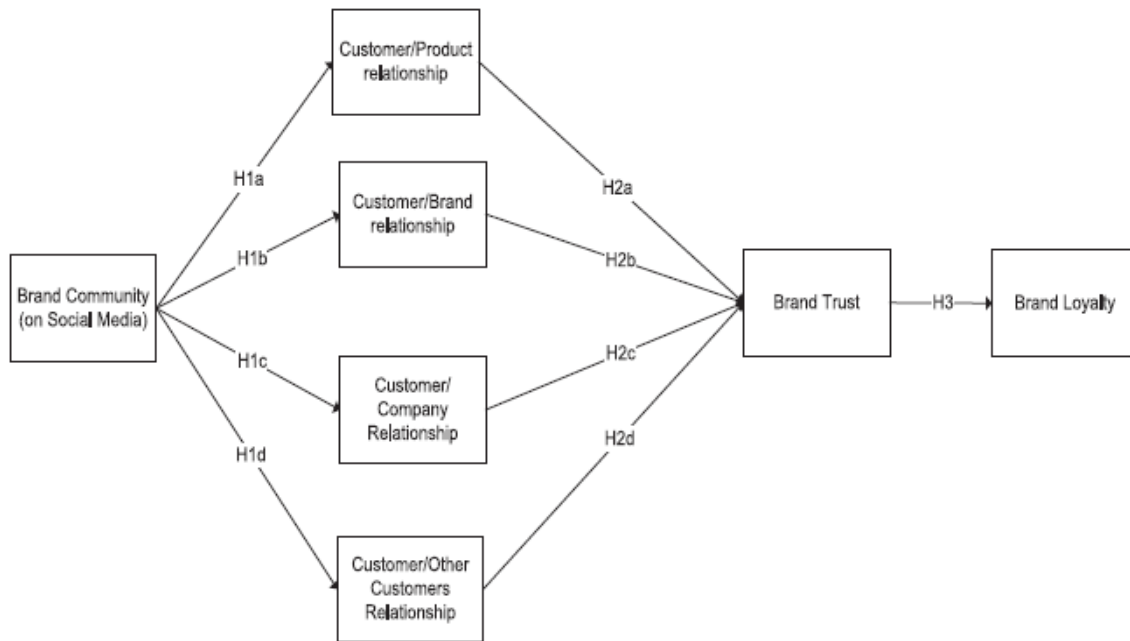 Customer/Product
relationship
H1a
H2a
Customer/Brand
relationship
H1b
H2b
Brand Community
(on Social Media)
Brand Trust
H3
Brand Loyalty
H1c
H2c
Customer/
Company
Relationship
H1d
H2d
Customer/Other
Customers
Relationship